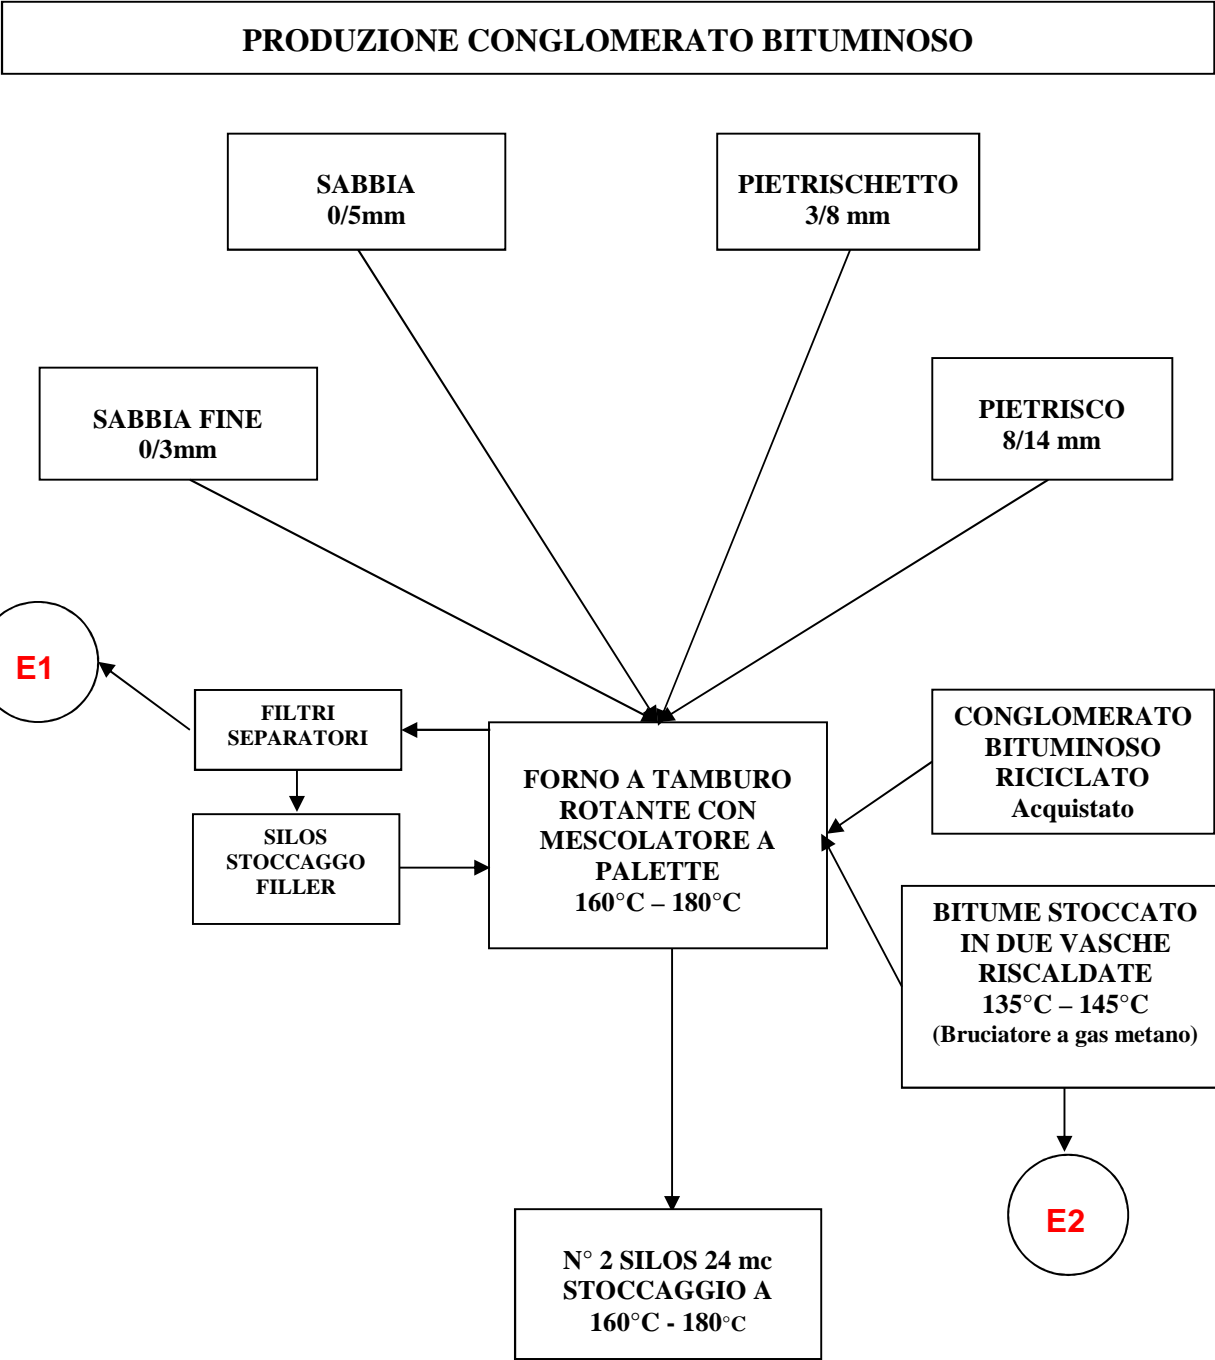 PRODUZIONE CONGLOMERATO BITUMINOSO
SABBIA
0/5mm
PIETRISCHETTO
3/8 mm
SABBIA FINE
0/3mm
PIETRISCO
8/14 mm
E1
FILTRI
SEPARATORI
SILOS
STOCCAGGO
FILLER
FORNO A TAMBURO
ROTANTE CON
MESCOLATORE A
PALETTE
160°C – 180°C
CONGLOMERATO
BITUMINOSO
RICICLATO
Acquistato
BITUME STOCCATO
IN DUE VASCHE
RISCALDATE
135°C – 145°C
(Bruciatore a gas metano)
E2
N° 2 SILOS 24 mc
STOCCAGGIO A
160°C - 180°C